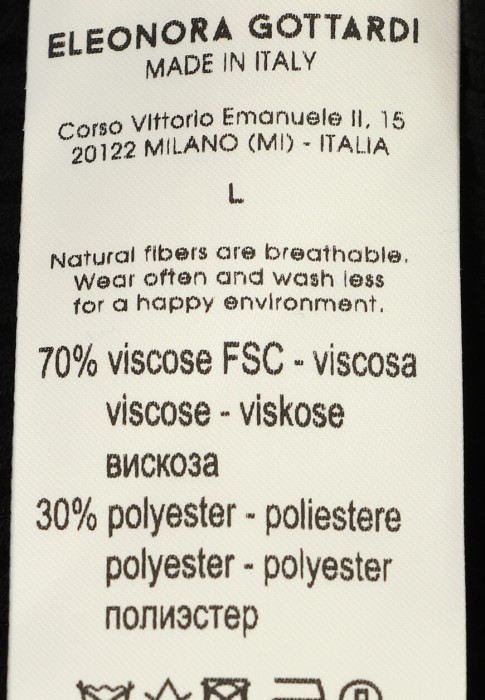 ELEONORA GOTTARDI
MADE IN ITALY
Corso Vittorio Emanuele II, 15
20122 MILANO (MI) - ITALIA
L
Natural fibers are breathable.
Wear often and wash less
for a happy environment.
70% viscose FSC - viscosa
viscose - viskose
вискоза
30% polyester - poliestere
polyester - polyester
полиэстер